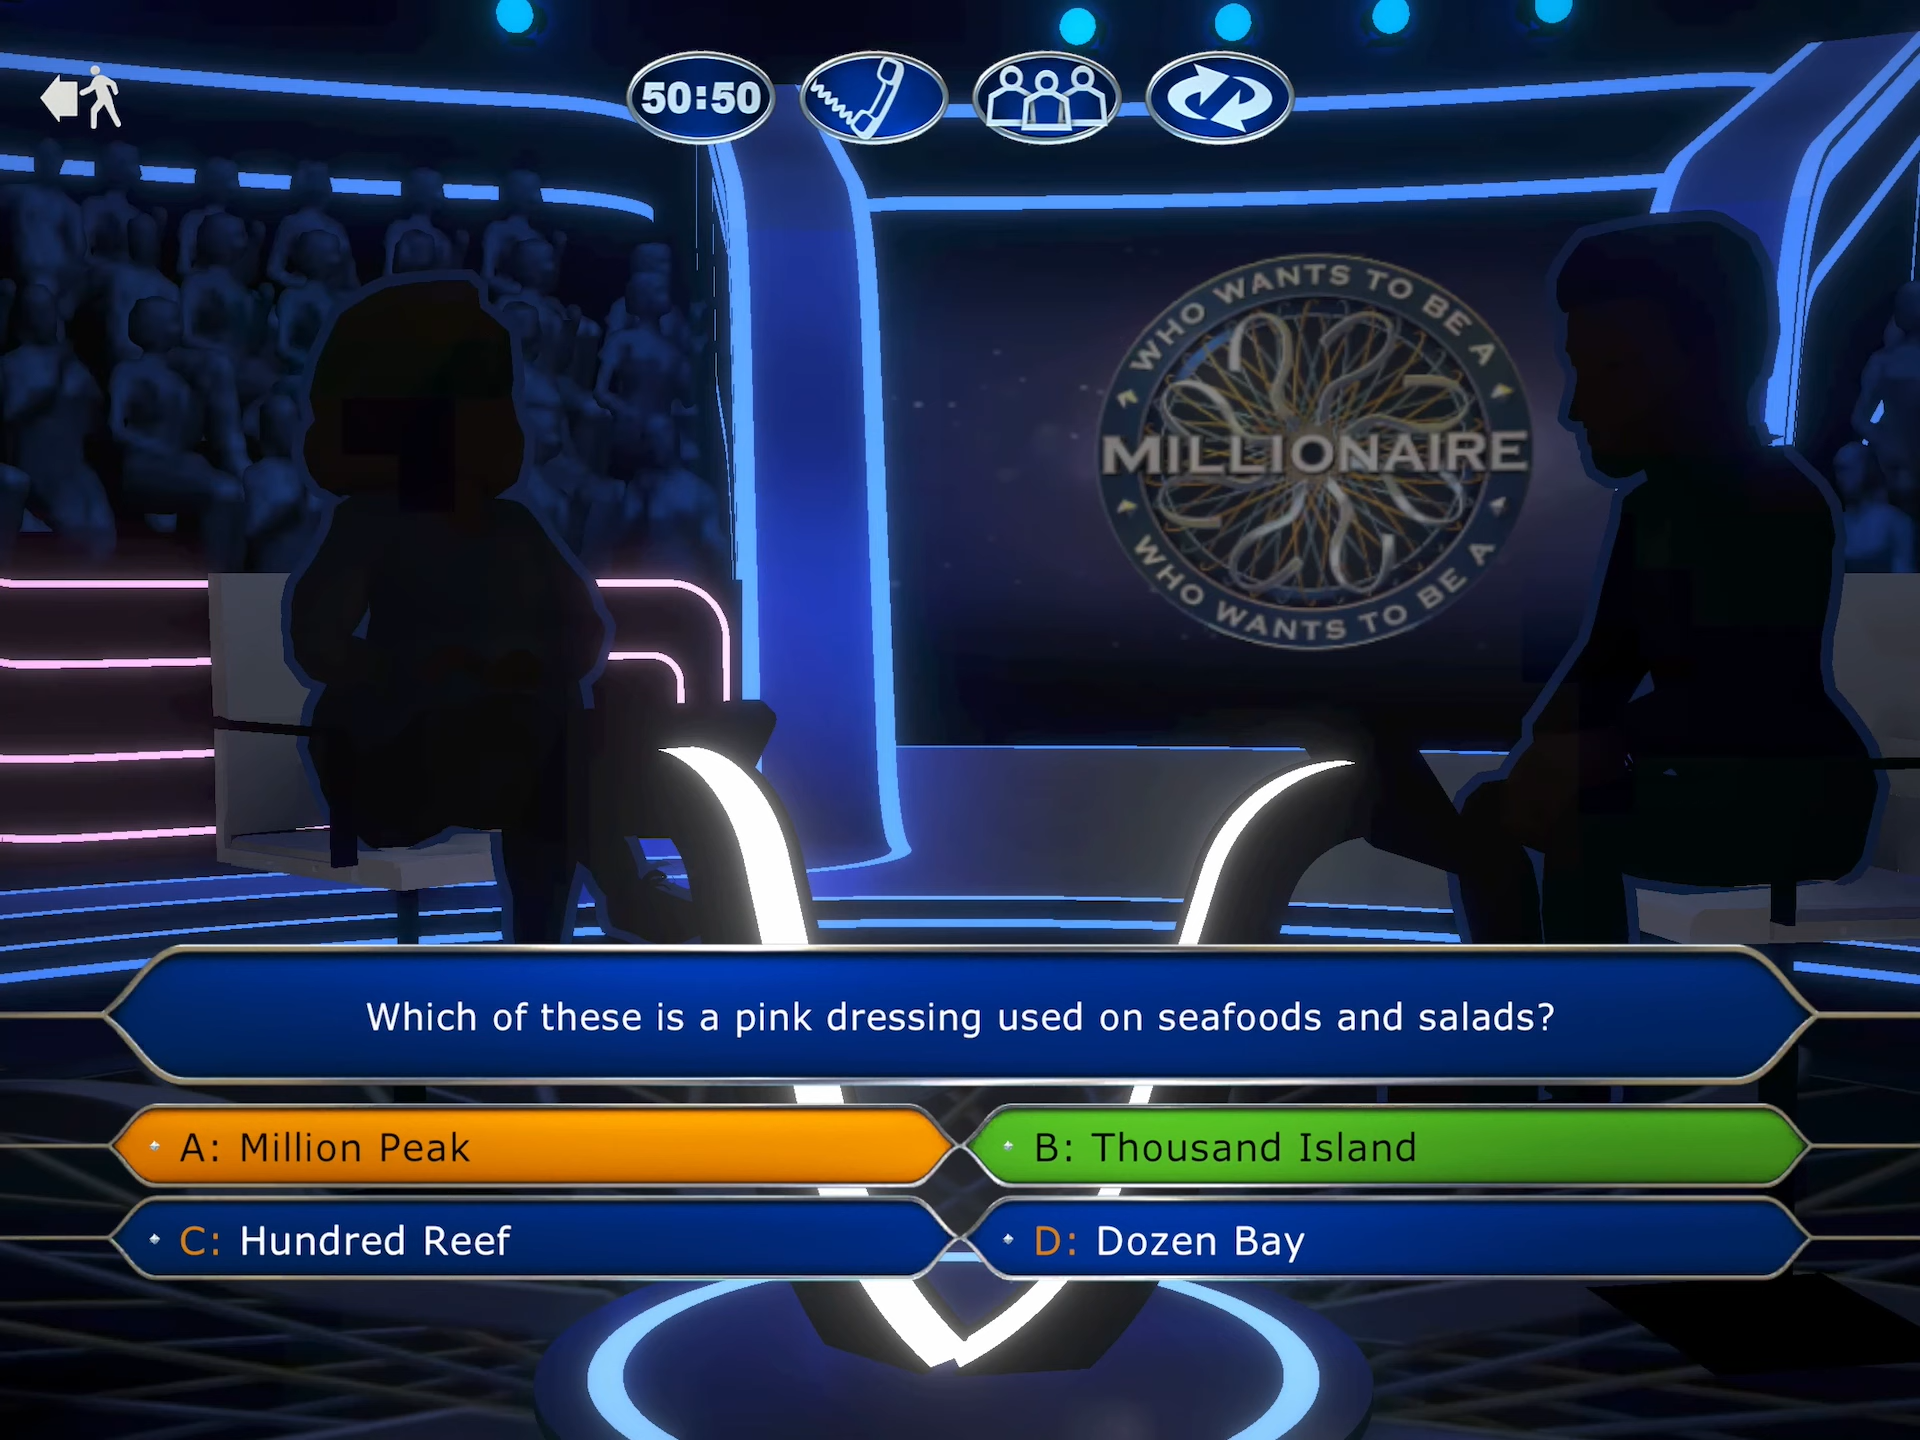 50:50
WHO WANTS TO BE A
MILLIONAIRE
WHO WANTS TO BE A
Which of these is a pink dressing used on seafoods and salads?
A: Million Peak
B: Thousand Island
C: Hundred Reef
D: Dozen Bay